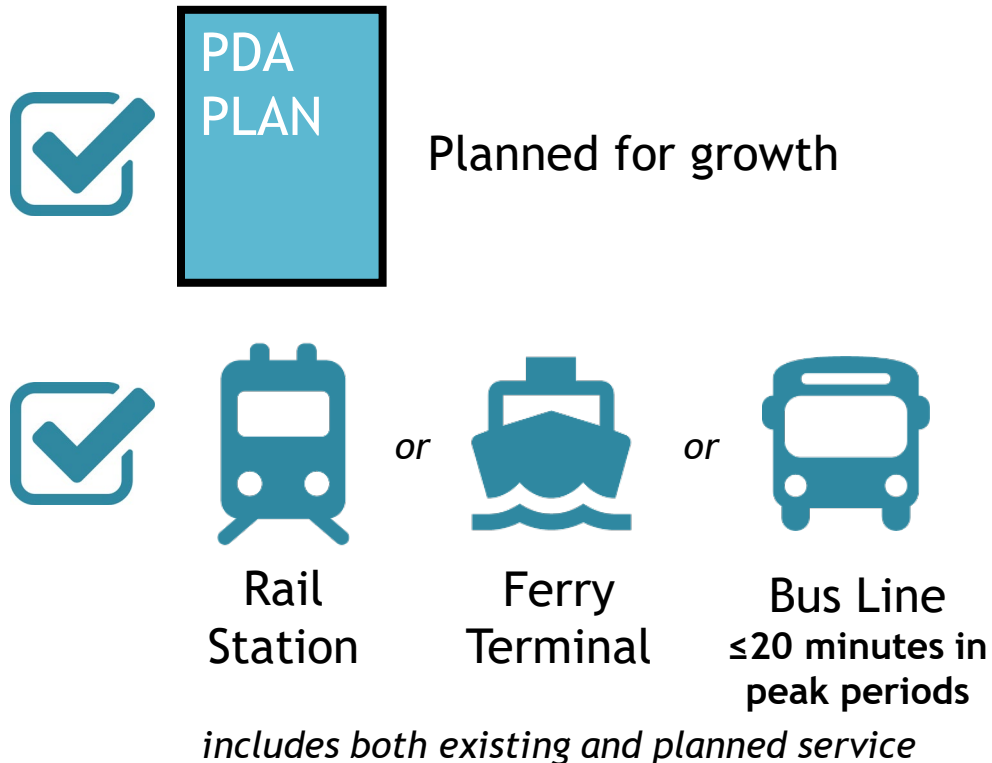 PDA
PLAN
Planned for growth
or
or
Rail
Station
Ferry
Terminal
Bus Line
≤20 minutes in
peak periods
includes both existing and planned service